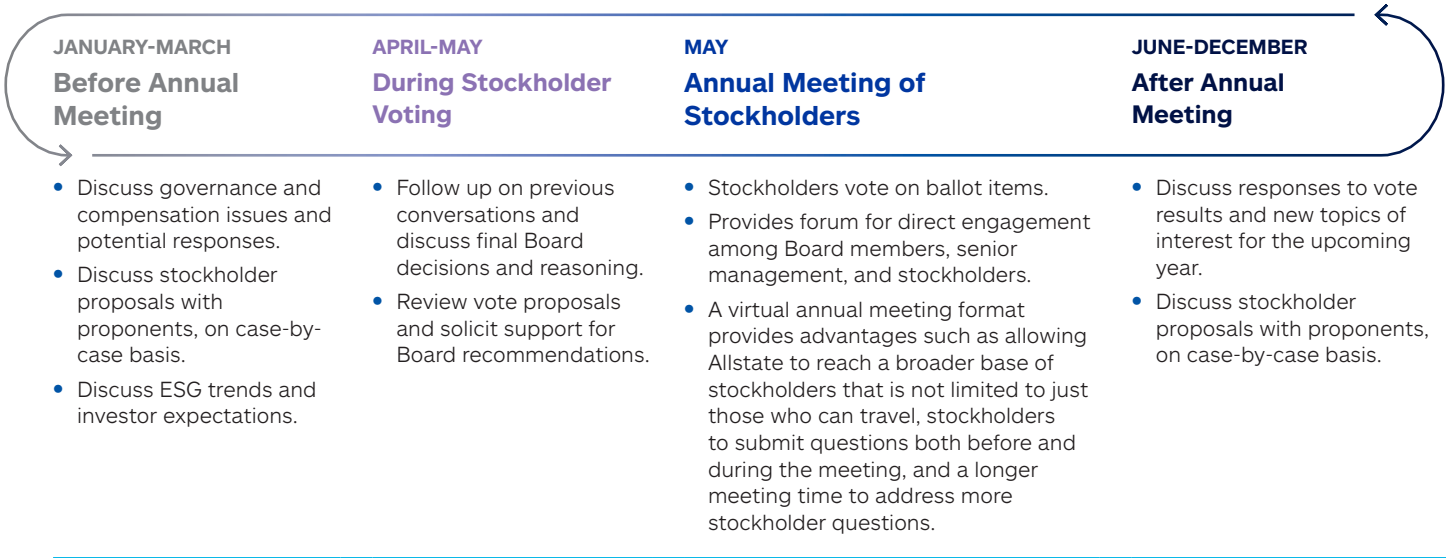 JANUARY-MARCH
Before Annual
Meeting
• Discuss governance and
compensation issues and
potential responses.
• Discuss stockholder
proposals with
proponents, on case-by-
case basis.
• Discuss ESG trends and
investor expectations.
APRIL-MAY
During Stockholder
Voting
• Follow up on previous
conversations and
discuss final Board
decisions and reasoning.
• Review vote proposals
and solicit support for
Board recommendations.
MAY
Annual Meeting of
Stockholders
• Stockholders vote on ballot items.
• Provides forum for direct engagement
among Board members, senior
management, and stockholders.
• A virtual annual meeting format
provides advantages such as allowing
Allstate to reach a broader base of
stockholders that is not limited to just
those who can travel, stockholders
to submit questions both before and
during the meeting, and a longer
meeting time to address more
stockholder questions.
JUNE-DECEMBER
After Annual
Meeting
• Discuss responses to vote
results and new topics of
interest for the upcoming
year.
• Discuss stockholder
proposals with proponents,
on case-by-case basis.